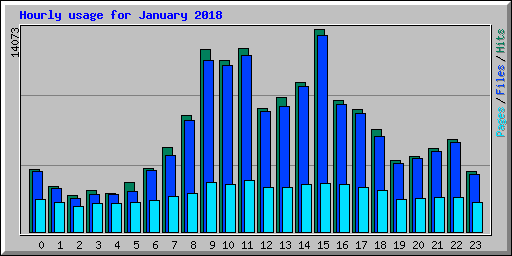 Hourly usage for January 2018
14073
Pages/Files/Hits
0 1 2 3 4 5 6 7 8 9 10 11 12 13 14 15 16 17 18 19 20 21 22 23